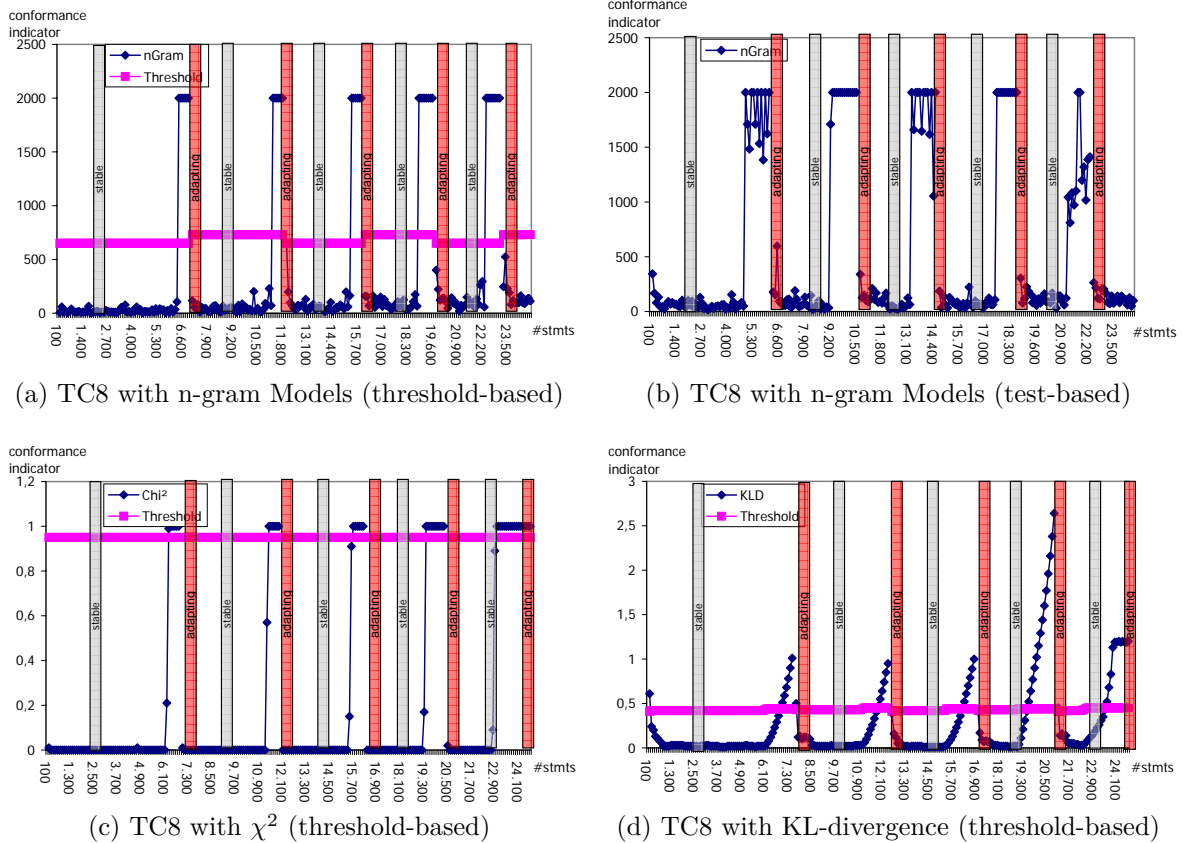 conformance
indicator
2500
2000
1500
1000
500
0
nGram
Threshold
stable
adapting
stable
adapting
stable
adapting
stable
adapting
stable
adapting
100
1.400
2.700
4.000
5.300
6.600
7.900
9.200
10.500
11.800
13.100
14.400
15.700
17.000
18.300
19.600
20.900
22.200
23.500
#stmts
(a) TC8 with n-gram Models (threshold-based)
conformance
indicator
2500
2000
1500
1000
500
0
nGram
stable
adapting
stable
adapting
stable
adapting
stable
adapting
stable
adapting
100
1.400
2.700
4.000
5.300
6.600
7.900
9.200
10.500
11.800
13.100
14.400
15.700
17.000
18.300
19.600
20.900
22.200
23.500
#stmts
(b) TC8 with n-gram Models (test-based)
conformance
indicator
1,2
1
0,8
0,6
0,4
0,2
0
Chi²
Threshold
stable
adapting
stable
adapting
stable
adapting
stable
adapting
stable
adapting
100
1.300
2.500
4.900
6.100
7.300
8.500
9.700
10.900
12.100
14.500
15.700
16.900
18.100
19.300
20.500
22.900
24.100
#stmts
(c) TC8 with χ² (threshold-based)
conformance
indicator
3
2,5
2
1,5
1
0,5
0
KLD
Threshold
stable
adapting
stable
adapting
stable
adapting
stable
adapting
stable
adapting
100
1.300
2.500
3.700
4.900
6.100
7.300
8.500
9.700
10.900
12.100
13.300
14.500
15.700
16.900
18.100
19.300
20.500
21.700
22.900
24.100
#stmts
(d) TC8 with KL-divergence (threshold-based)